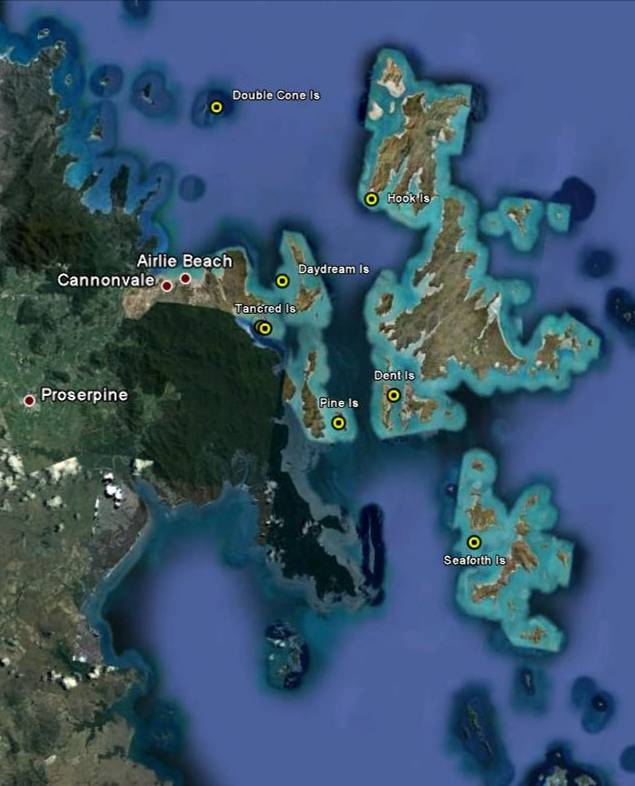 Double Cone Is
Hook Is
Airlie Beach
Cannonvale
Daydream Is
Tancred Is
Dent Is
Proserpine
Pine Is
Seaforth Is